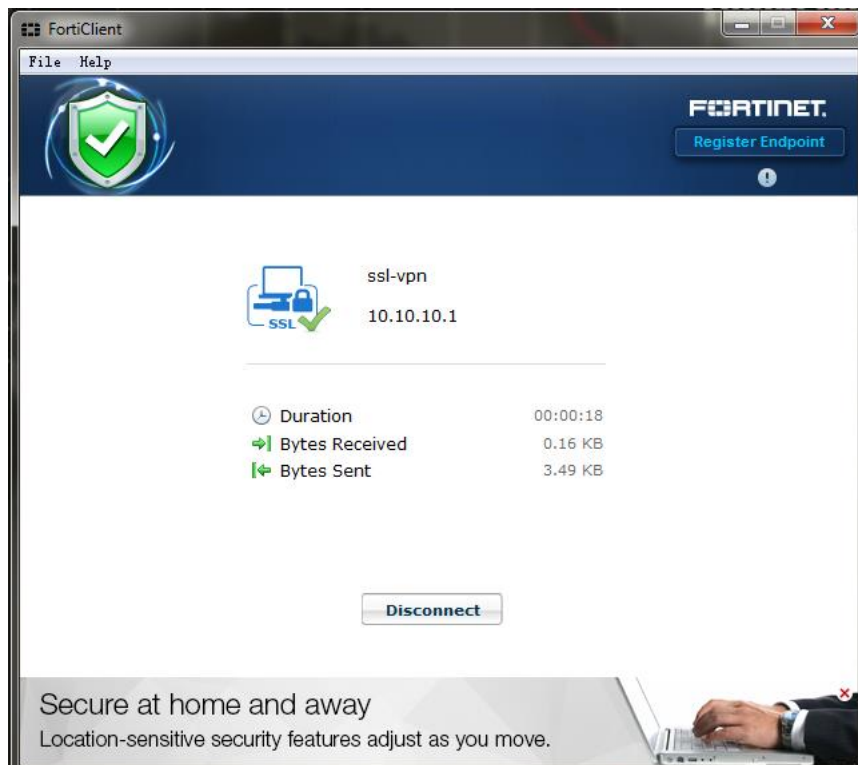 FortiClient
File Help
FORTINET.
Register Endpoint
ssl-vpn
10.10.10.1
SSL
Duration 00:00:18
Bytes Received 0.16 KB
Bytes Sent 3.49 KB
Disconnect
Secure at home and away
Location-sensitive security features adjust as you move.